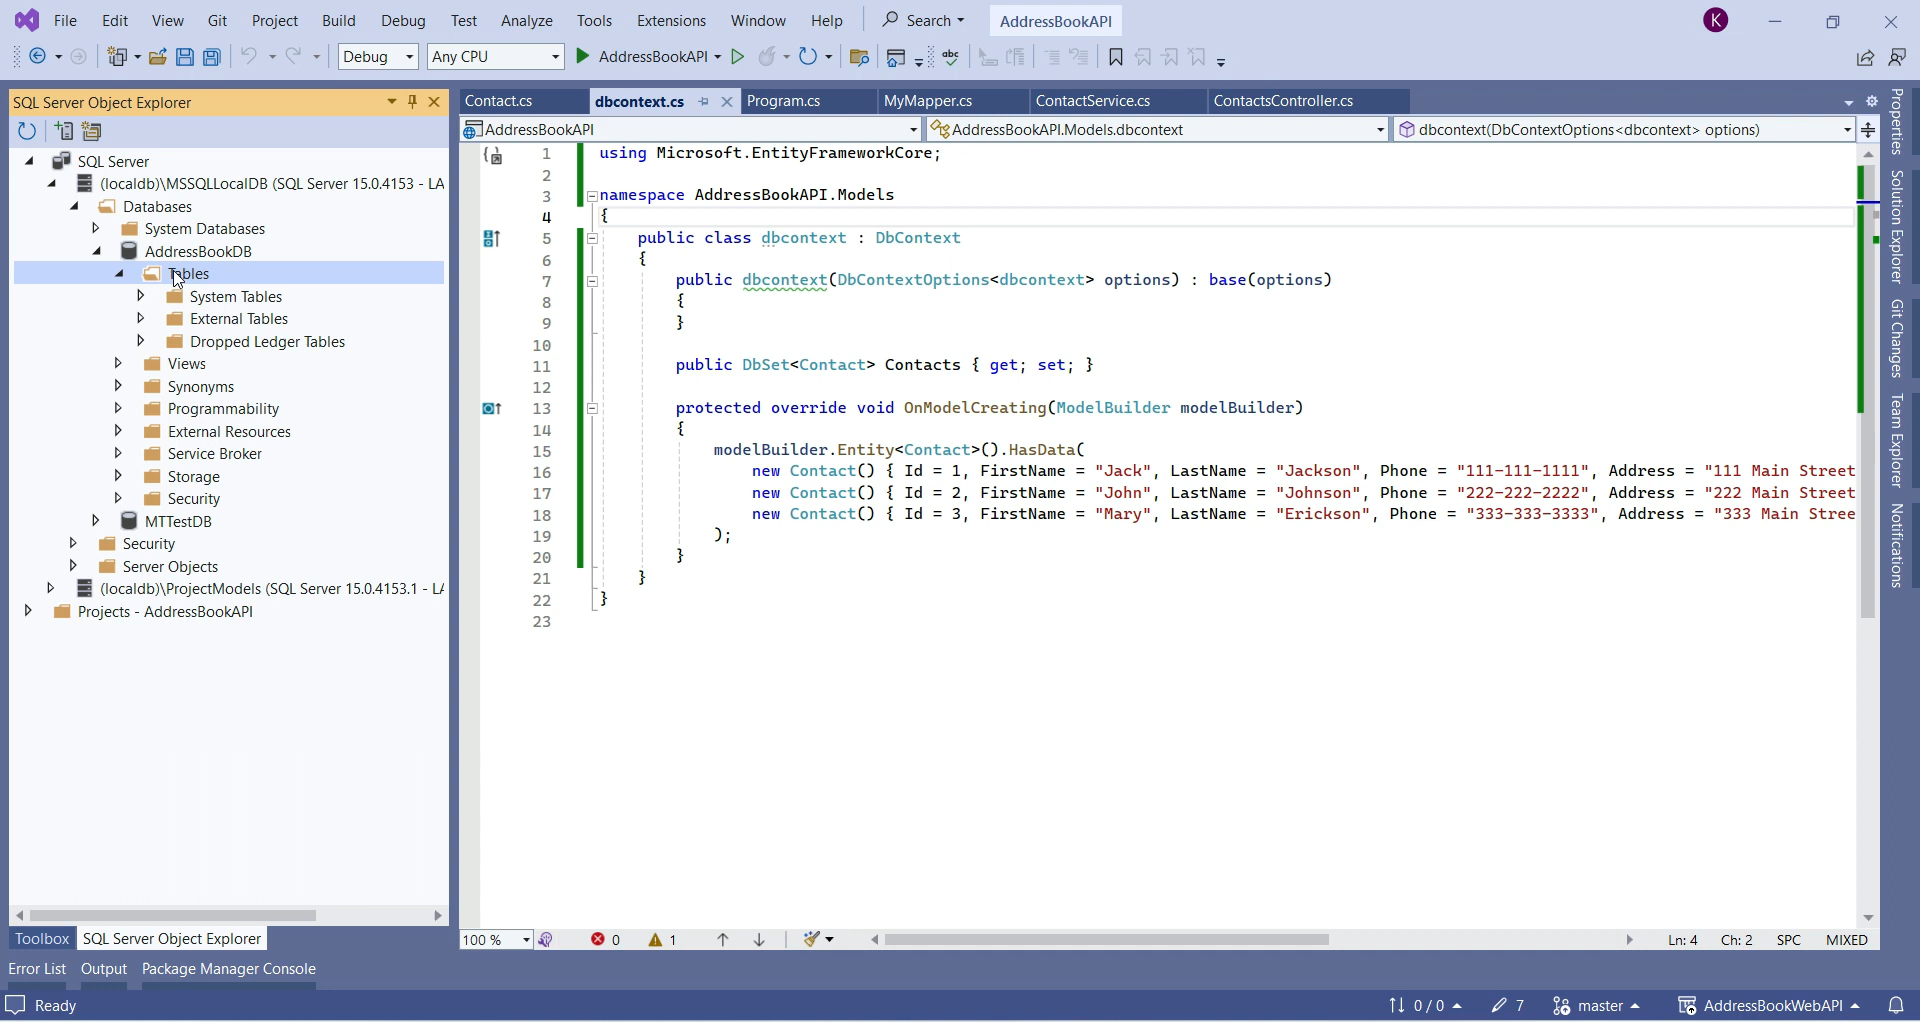 File Edit View Git Project Build Debug Test Analyze Tools Extensions Window Help Search AddressBookAPI K
Debug Any CPU AddressBookAPI abc
SQL Server Object Explorer
SQL Server
(localdb)\MSSQLLocalDB (SQL Server 15.0.4153 - LA
Databases
System Databases
AddressBookDB
Tables
System Tables
External Tables
Dropped Ledger Tables
Views
Synonyms
Programmability
External Resources
Service Broker
Storage
Security
MTTestDB
Security
Server Objects
(localdb)\ProjectModels (SQL Server 15.0.4153.1 - LA
Projects - AddressBookAPI
Toolbox SQL Server Object Explorer
Contact.cs dbcontext.cs Program.cs MyMapper.cs ContactService.cs ContactsController.cs
AddressBookAPI AddressBookAPI.Models.dbcontext dbcontext(DbContextOptions<dbcontext> options)
1 using Microsoft.EntityFrameworkCore;
2
3 namespace AddressBookAPI.Models
4 {
5 public class dbcontext : DbContext
6 {
7 public dbcontext(DbContextOptions<dbcontext> options) : base(options)
8 {
9 }
10
11 public DbSet<Contact> Contacts { get; set; }
12
13 protected override void OnModelCreating(ModelBuilder modelBuilder)
14 {
15 modelBuilder.Entity<Contact>().HasData(
16 new Contact() { Id = 1, FirstName = "Jack", LastName = "Jackson", Phone = "111-111-1111", Address = "111 Main Street
17 new Contact() { Id = 2, FirstName = "John", LastName = "Johnson", Phone = "222-222-2222", Address = "222 Main Street
18 new Contact() { Id = 3, FirstName = "Mary", LastName = "Erickson", Phone = "333-333-3333", Address = "333 Main Stree
19 );
20 }
21 }
22 }
23
100 % 0 1 Ln: 4 Ch: 2 SPC MIXED
Properties
Solution Explorer
Git Changes
Team Explorer
Notifications
Error List Output Package Manager Console
Ready 0 / 0 7 master AddressBookWebAPI